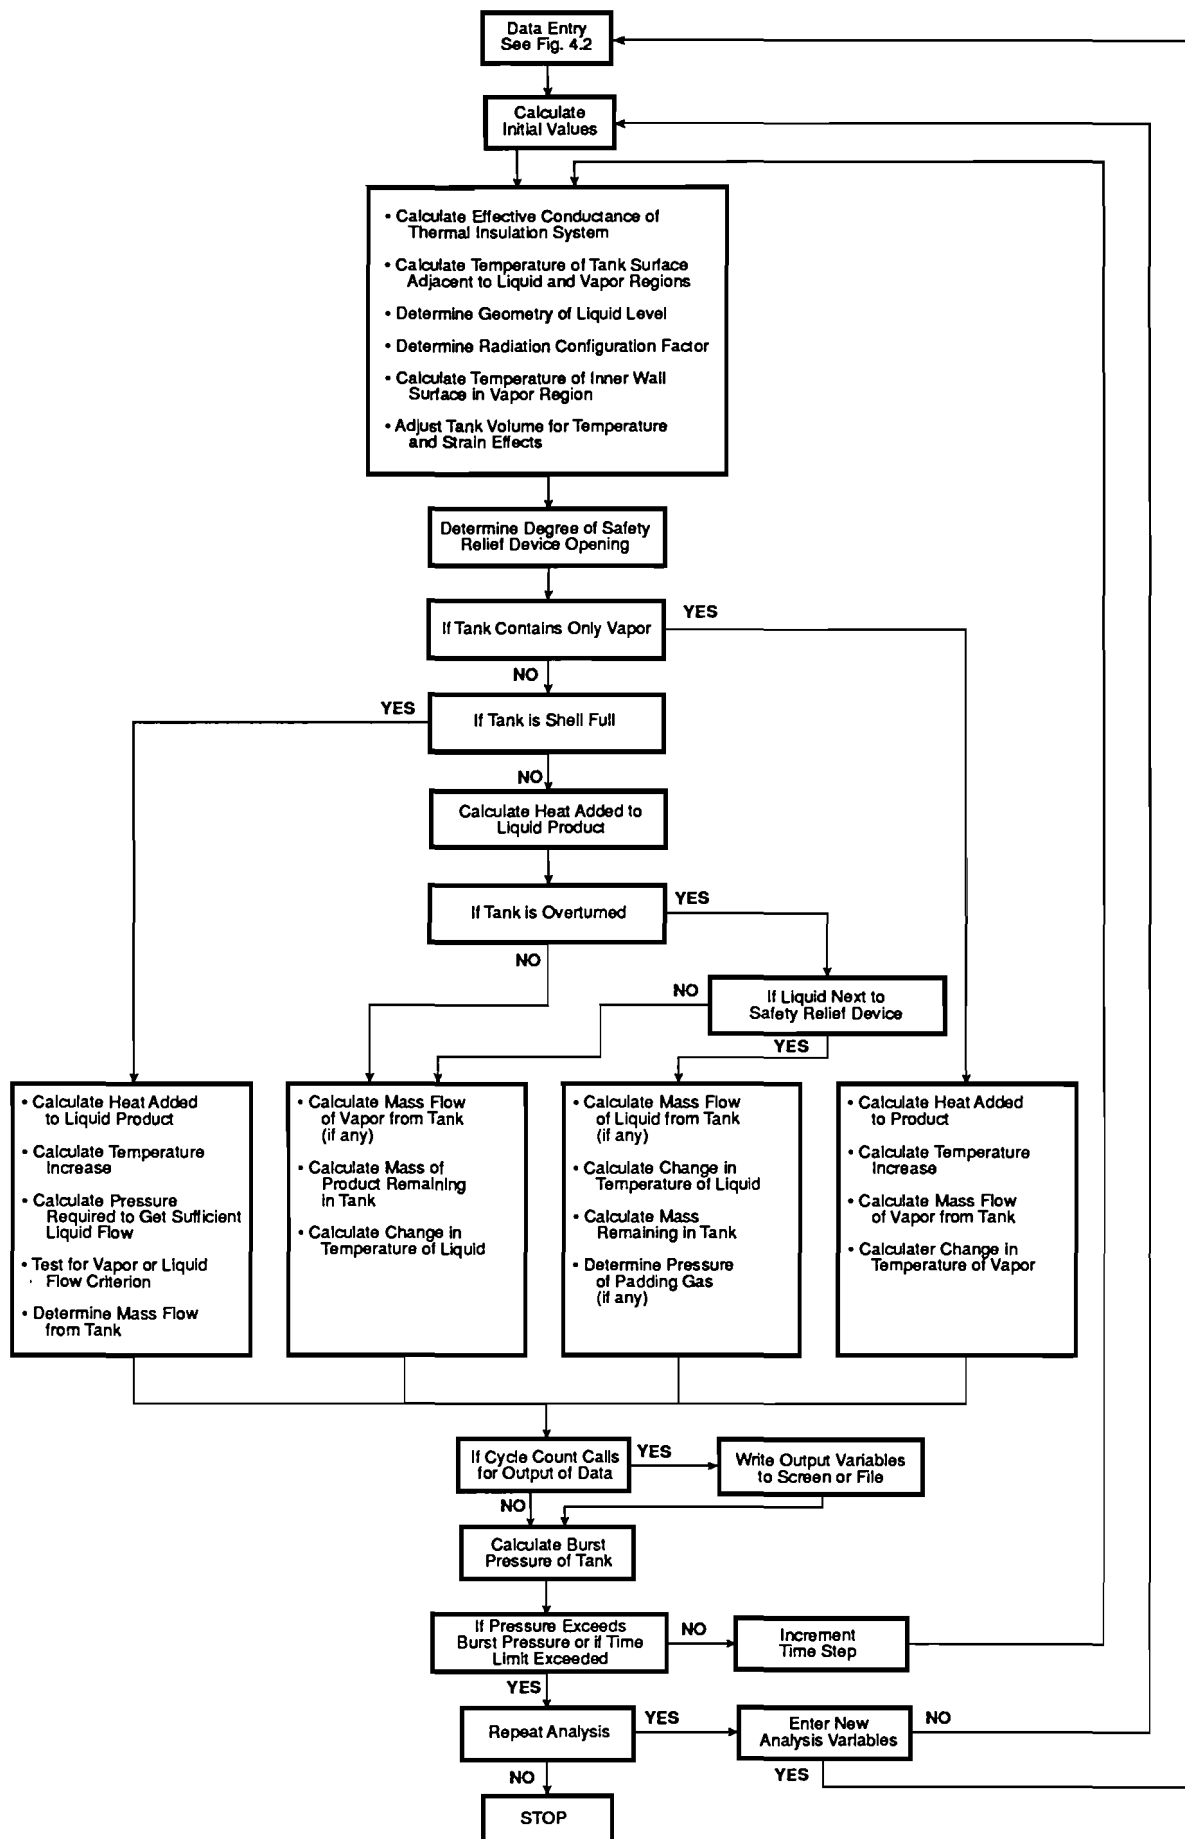 Data Entry
See Fig. 4.2
Calculate
Initial Values
• Calculate Effective Conductance of
Thermal Insulation System
• Calculate Temperature of Tank Surface
Adjacent to Liquid and Vapor Regions
• Determine Geometry of Liquid Level
• Determine Radiation Configuration Factor
• Calculate Temperature of Inner Wall
Surface in Vapor Region
• Adjust Tank Volume for Temperature
and Strain Effects
Determine Degree of Safety
Relief Device Opening
If Tank Contains Only Vapor
YES
NO
YES
If Tank is Shell Full
NO
Calculate Heat Added to
Liquid Product
If Tank is Overturned
YES
NO
NO
If Liquid Next to
Safety Relief Device
YES
• Calculate Heat Added
to Liquid Product
• Calculate Temperature
Increase
• Calculate Pressure
Required to Get Sufficient
Liquid Flow
• Test for Vapor or Liquid
Flow Criterion
• Determine Mass Flow
from Tank
• Calculate Mass Flow
of Vapor from Tank
(if any)
• Calculate Mass of
Product Remaining
in Tank
• Calculate Change in
Temperature of Liquid
• Calculate Mass Flow
of Liquid from Tank
(if any)
• Calculate Change in
Temperature of Liquid
• Calculate Mass
Remaining in Tank
• Determine Pressure
of Padding Gas
(if any)
• Calculate Heat Added
to Product
• Calculate Temperature
Increase
• Calculate Mass Flow
of Vapor from Tank
• Calculater Change in
Temperature of Vapor
If Cycle Count Calls
for Output of Data
YES
Write Output Variables
to Screen or File
NO
Calculate Burst
Pressure of Tank
If Pressure Exceeds
Burst Pressure or if Time
Limit Exceeded
NO
Increment
Time Step
YES
Repeat Analysis
YES
Enter New
Analysis Variables
NO
NO
YES
STOP